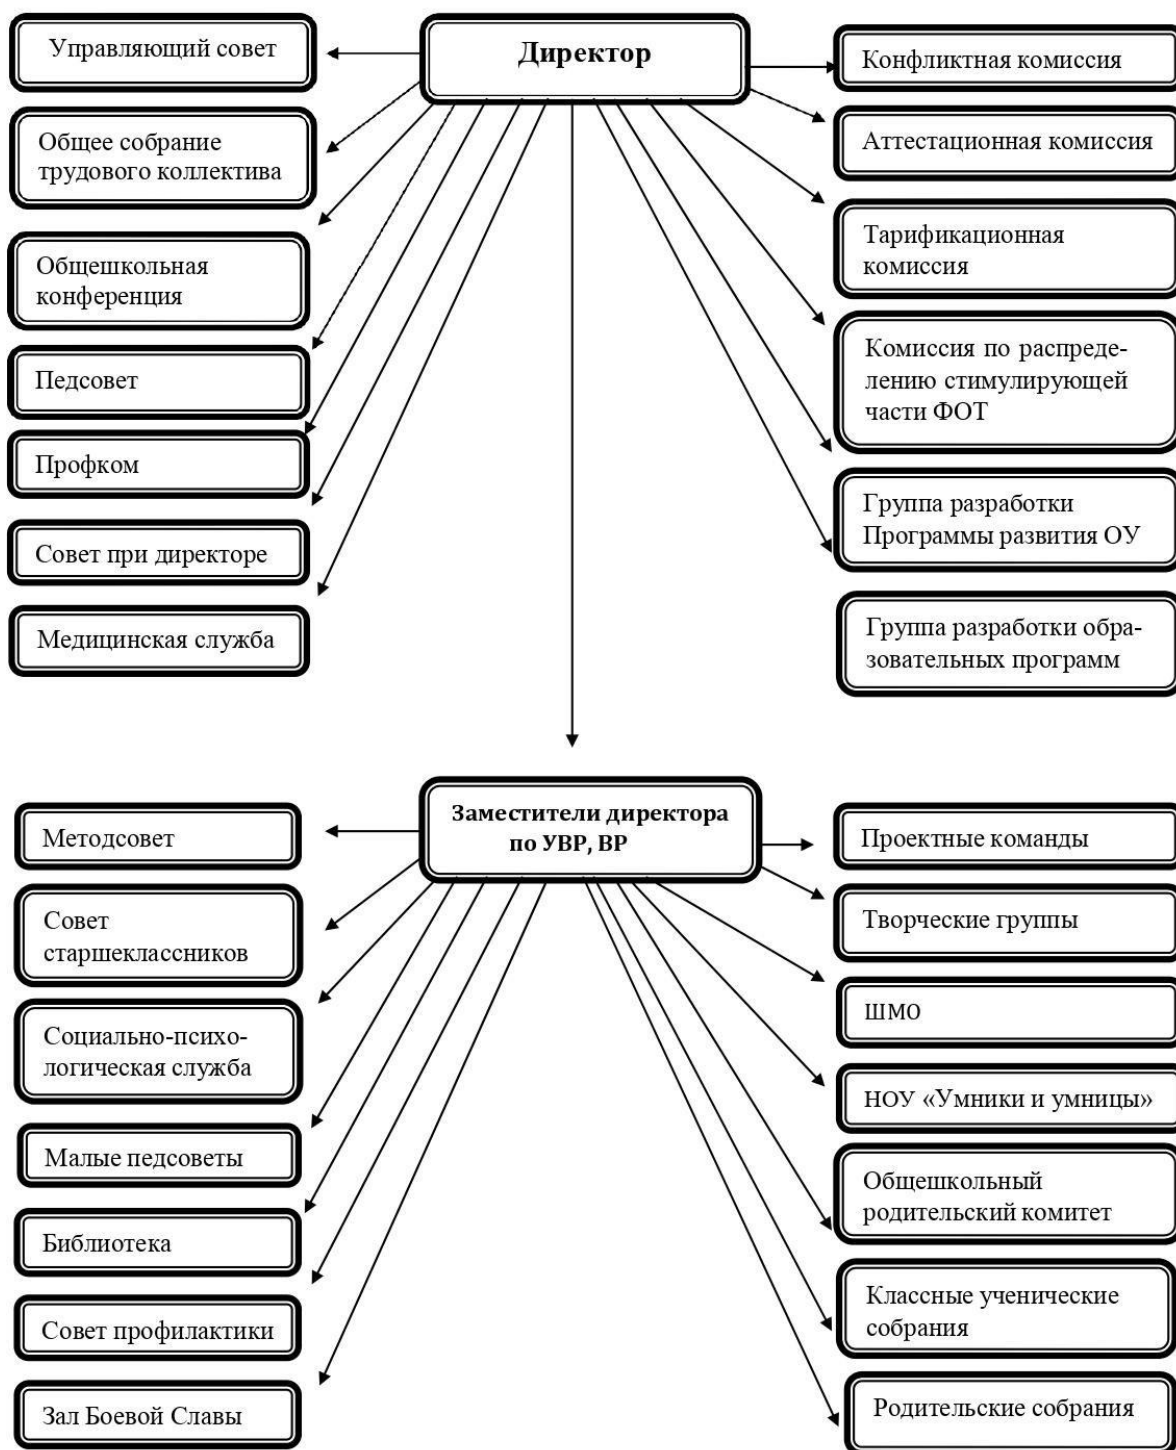 Директор
Управляющий совет
Общее собрание
трудового коллектива
Общешкольная
конференция
Педсовет
Профком
Совет при директоре
Медицинская служба
Конфликтная комиссия
Аттестационная комиссия
Тарификационная
комиссия
Комиссия по распреде-
лению стимулирующей
части ФОТ
Группа разработки
Программы развития ОУ
Группа разработки обра-
зовательных программ
Заместители директора
по УВР, ВР
Методсовет
Совет
старшеклассников
Социально-психо-
логическая служба
Малые педсоветы
Библиотека
Совет профилактики
Зал Боевой Славы
Проектные команды
Творческие группы
ШМО
НОУ «Умники и умницы»
Общешкольный
родительский комитет
Классные ученические
собрания
Родительские собрания